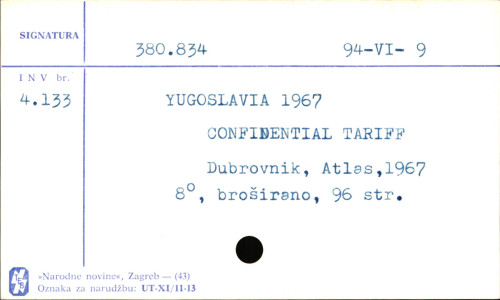 SIGNATURA
380.834 94-VI- 9
INV br.
4.133
YUGOSLAVIA 1967
CONFIDENTIAL TARIFF
Dubrovnik, Atlas,1967
8°, broširano, 96 str.
»Narodne novine«, Zagreb — (43)
Oznaka za narudžbu: UT-XI/11-13